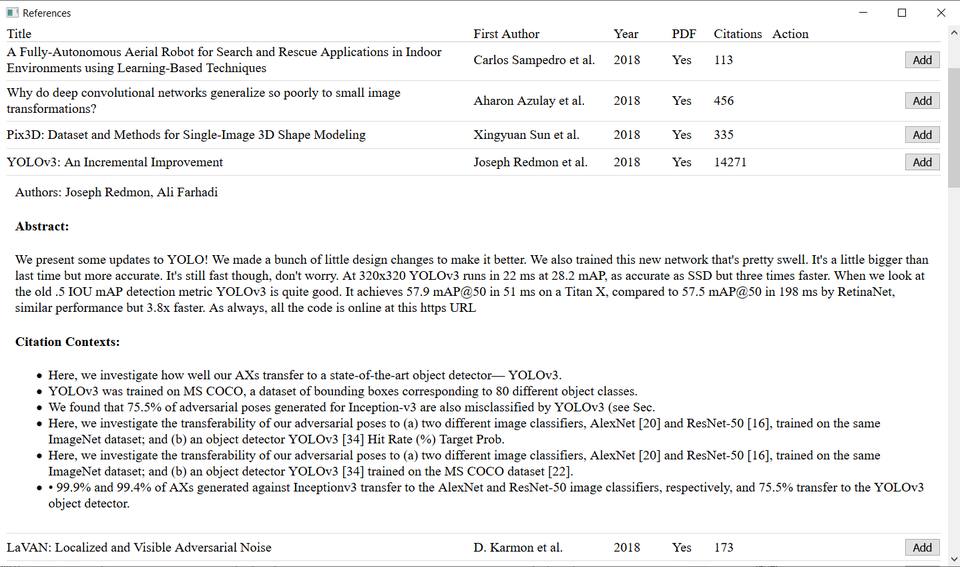 References
Title First Author Year PDF Citations Action
A Fully-Autonomous Aerial Robot for Search and Rescue Applications in Indoor
Environments using Learning-Based Techniques
Carlos Sampedro et al. 2018 Yes 113 Add
Why do deep convolutional networks generalize so poorly to small image
transformations?
Aharon Azulay et al. 2018 Yes 456 Add
Pix3D: Dataset and Methods for Single-Image 3D Shape Modeling Xingyuan Sun et al. 2018 Yes 335 Add
YOLOv3: An Incremental Improvement Joseph Redmon et al. 2018 Yes 14271 Add
Authors: Joseph Redmon, Ali Farhadi
Abstract:
We present some updates to YOLO! We made a bunch of little design changes to make it better. We also trained this new network that's pretty swell. It's a little bigger than
last time but more accurate. It's still fast though, don't worry. At 320x320 YOLOv3 runs in 22 ms at 28.2 mAP, as accurate as SSD but three times faster. When we look at
the old .5 IOU mAP detection metric YOLOv3 is quite good. It achieves 57.9 mAP@50 in 51 ms on a Titan X, compared to 57.5 mAP@50 in 198 ms by RetinaNet,
similar performance but 3.8x faster. As always, all the code is online at this https URL
Citation Contexts:
• Here, we investigate how well our AXs transfer to a state-of-the-art object detector— YOLOv3.
• YOLOv3 was trained on MS COCO, a dataset of bounding boxes corresponding to 80 different object classes.
• We found that 75.5% of adversarial poses generated for Inception-v3 are also misclassified by YOLOv3 (see Sec.
• Here, we investigate the transferability of our adversarial poses to (a) two different image classifiers, AlexNet [20] and ResNet-50 [16], trained on the same
ImageNet dataset; and (b) an object detector YOLOv3 [34] Hit Rate (%) Target Prob.
• Here, we investigate the transferability of our adversarial poses to (a) two different image classifiers, AlexNet [20] and ResNet-50 [16], trained on the same
ImageNet dataset; and (b) an object detector YOLOv3 [34] trained on the MS COCO dataset [22].
• • 99.9% and 99.4% of AXs generated against Inceptionv3 transfer to the AlexNet and ResNet-50 image classifiers, respectively, and 75.5% transfer to the YOLOv3
object detector.
LaVAN: Localized and Visible Adversarial Noise D. Karmon et al. 2018 Yes 173 Add